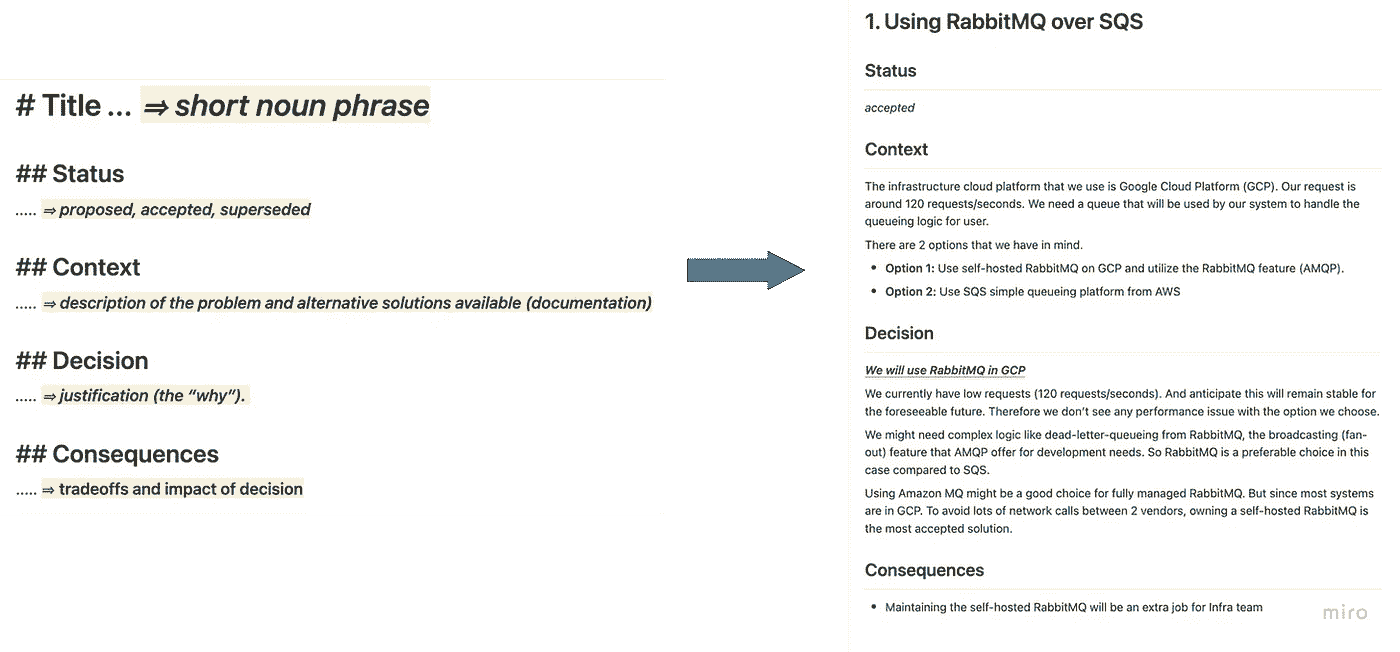 # Title ... ⇒ short noun phrase
## Status
..... ⇒ proposed, accepted, superseded
## Context
..... ⇒ description of the problem and alternative solutions available (documentation)
## Decision
..... ⇒ justification (the “why”).
## Consequences
..... ⇒ tradeoffs and impact of decision
1. Using RabbitMQ over SQS
Status
accepted
Context
The infrastructure cloud platform that we use is Google Cloud Platform (GCP). Our request is
around 120 requests/seconds. We need a queue that will be used by our system to handle the
queueing logic for user.
There are 2 options that we have in mind.
• Option 1: Use self-hosted RabbitMQ on GCP and utilize the RabbitMQ feature (AMQP).
• Option 2: Use SQS simple queueing platform from AWS
Decision
We will use RabbitMQ in GCP
We currently have low requests (120 requests/seconds). And anticipate this will remain stable for
the foreseeable future. Therefore we don’t see any performance issue with the option we choose.
We might need complex logic like dead-letter-queueing from RabbitMQ, the broadcasting (fan-
out) feature that AMQP offer for development needs. So RabbitMQ is a preferable choice in this
case compared to SQS.
Using Amazon MQ might be a good choice for fully managed RabbitMQ. But since most systems
are in GCP. To avoid lots of network calls between 2 vendors, owning a self-hosted RabbitMQ is
the most accepted solution.
Consequences
• Maintaining the self-hosted RabbitMQ will be an extra job for Infra team
miro